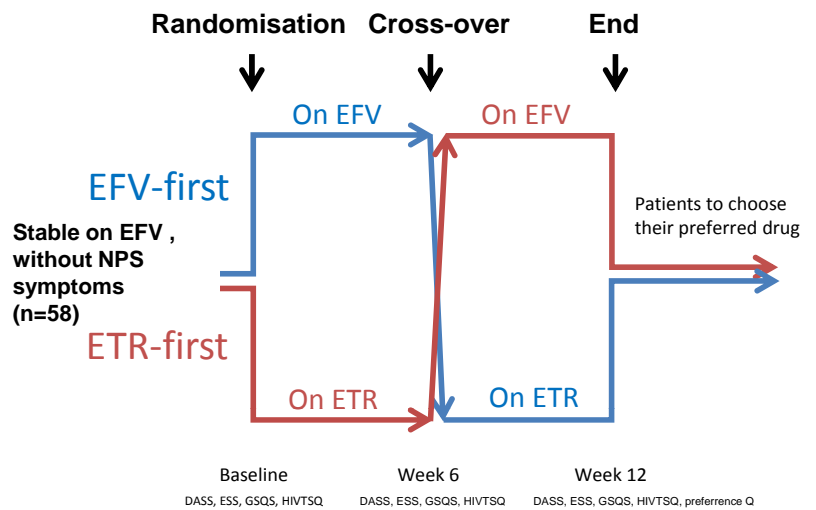 Randomisation Cross-over End
On EFV On EFV
EFV-first
Patients to choose
their preferred drug
Stable on EFV ,
without NPS
symptoms
(n=58)
ETR-first
On ETR On ETR
Baseline Week 6 Week 12
DASS, ESS, GSQS, HIVTSQ DASS, ESS, GSQS, HIVTSQ DASS, ESS, GSQS, HIVTSQ, preferrence Q